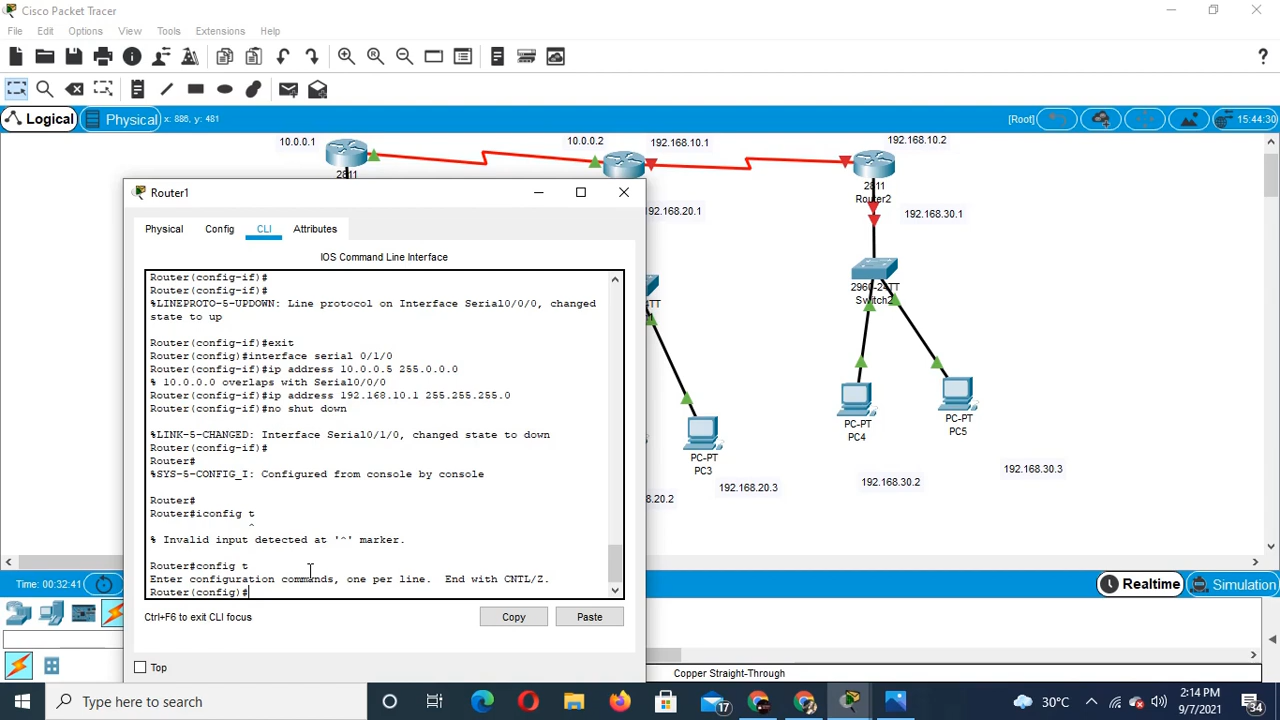 Cisco Packet Tracer
File Edit Options View Tools Extensions Help
Logical Physical x: 886, y: 481 [Root] 15:44:30
10.0.0.1 10.0.0.2 192.168.10.1 192.168.10.2
2811
2811
Router2
192.168.20.1 192.168.30.1
2960-24TT
Switch2
PC-PT
PC4
PC-PT
PC5
PC-PT
PC3
192.168.30.3
192.168.20.3 192.168.30.2
Router1
Physical Config CLI Attributes
IOS Command Line Interface
Router(config-if)#
Router(config-if)#
%LINEPROTO-5-UPDOWN: Line protocol on Interface Serial0/0/0, changed
state to up
Router(config-if)#exit
Router(config)#interface serial 0/1/0
Router(config-if)#ip address 10.0.0.5 255.0.0.0
% 10.0.0.0 overlaps with Serial0/0/0
Router(config-if)#ip address 192.168.10.1 255.255.255.0
Router(config-if)#no shut down
%LINK-5-CHANGED: Interface Serial0/1/0, changed state to down
Router(config-if)#
Router#
%SYS-5-CONFIG_I: Configured from console by console
Router#
Router#iconfig t
^
% Invalid input detected at '^' marker.
Router#config t
Enter configuration commands, one per line. End with CNTL/Z.
Router(config)#
Ctrl+F6 to exit CLI focus Copy Paste
Top
Time: 00:32:41 Realtime Simulation
Copper Straight-Through
Type here to search 17 30°C 2:14 PM
9/7/2021 34